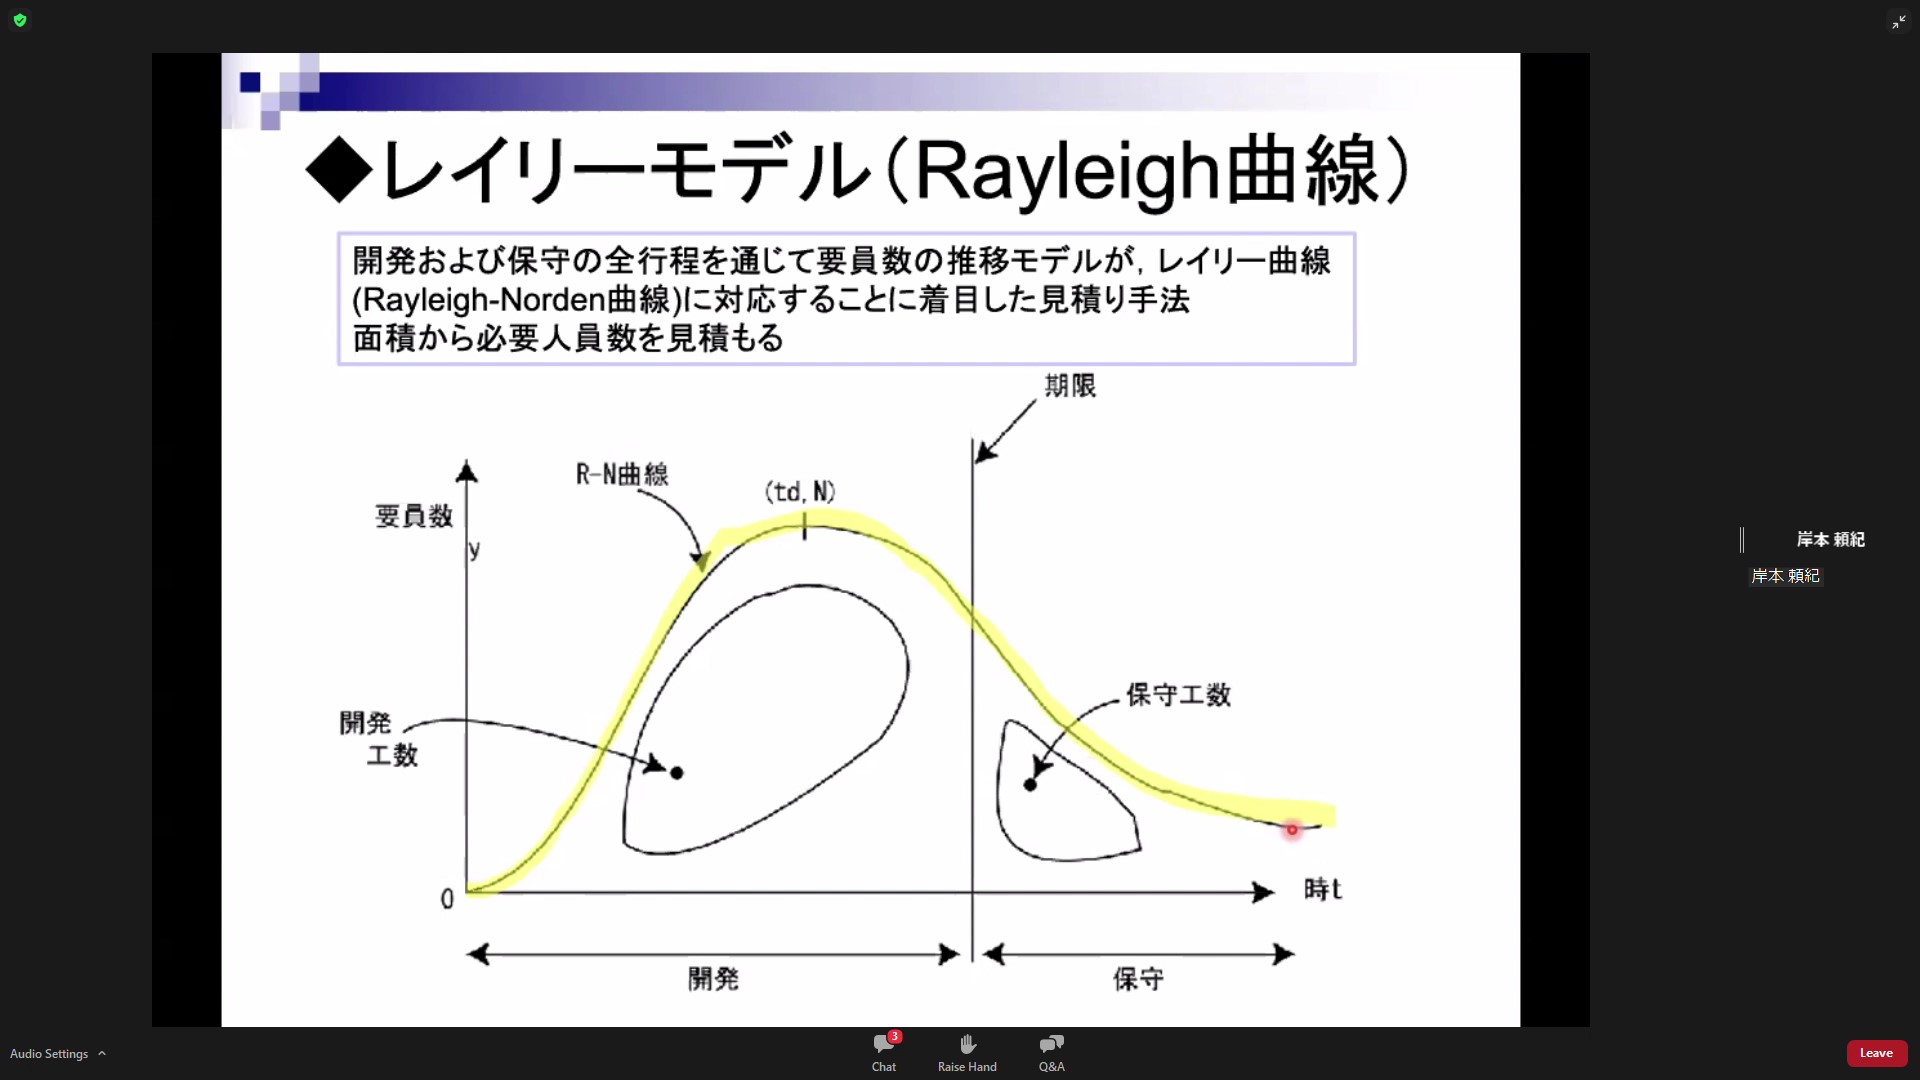 ◆レイリーモデル（Rayleigh曲線）
開発および保守の全行程を通じて要員数の推移モデルが，レイリー曲線
(Rayleigh-Norden曲線)に対応することに着目した見積り手法
面積から必要人員数を見積もる
期限
R-N曲線
(td,N)
要員数
y
保守工数
開発
工数
0
時t
開発
保守
岸本 頼紀
岸本 頼紀
Audio Settings
3
Chat
Raise Hand
Q&A
Leave